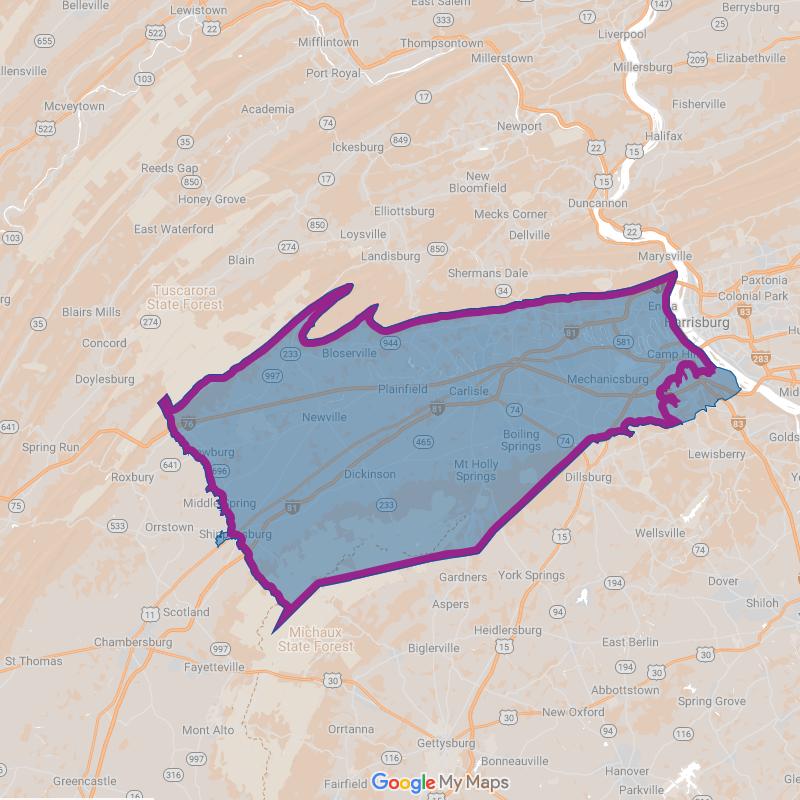 Belleville
Lewistown
East Salem
147
Berrysburg
333
17
25
522
22
Liverpool
655
Mifflintown
Thompsontown
Millerstown
Millersburg
209
Elizabethville
Port Royal
103
Mcveytown
Academia
17
Fisherville
522
74
Newport
849
22
Halifax
35
Ickesburg
15
Reeds Gap
850
17
New
Bloomfield
15
Honey Grove
Elliottsburg
Duncannon
Mecks Corner
850
East Waterford
Loysville
Dellville
22
103
274
850
Blain
Landisburg
Marysville
Shermans Dale
Paxtonia
Tuscarora
State Forest
34
Colonial Park
Blairs Mills
83
35
274
81
581
Harrisburg
Concord
944
233
Bloserville
Camp Hill
283
Doylesburg
997
Mechanicsburg
Plainfield
Carlisle
641
76
Newville
81
74
83
Spring Run
Boiling
Springs
74
465
Lewisberry
641
696
Dickinson
Mt Holly
Springs
Roxbury
Dillsburg
75
Middle Spring
233
81
533
Orrstown
Shippensburg
15
Wellsville
74
Gardners
York Springs
194
Dover
11
Scotland
Aspers
94
Shiloh
Michaux
State Forest
Heidlersburg
Chambersburg
997
Biglerville
15
East Berlin
30
St Thomas
Fayetteville
194
30
Abbottstown
Spring Grove
30
New Oxford
Mont Alto
Orrtanna
94
116
Gettysburg
997
116
Bonneauville
316
Hanover
Greencastle
Fairfield
Google My Maps
Parkville